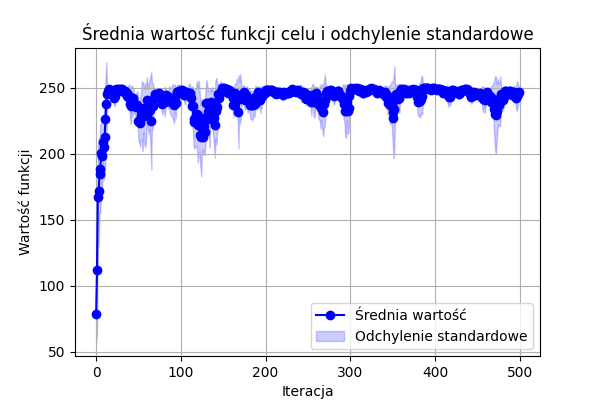 Średnia wartość funkcji celu i odchylenie standardowe
Wartość funkcji
250
200
150
100
50
0
100
200
300
400
500
Iteracja
Średnia wartość
Odchylenie standardowe